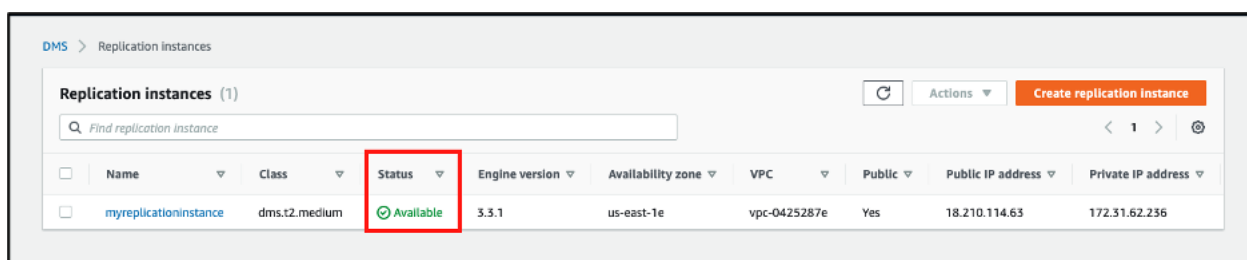 DMS > Replication instances
Replication instances (1)
Actions
Create replication instance
Find replication instance
< 1 >
Name Class Status Engine version Availability zone VPC Public Public IP address Private IP address
myreplicationinstance dms.t2.medium Available 3.3.1 us-east-1e vpc-0425287e Yes 18.210.114.63 172.31.62.236